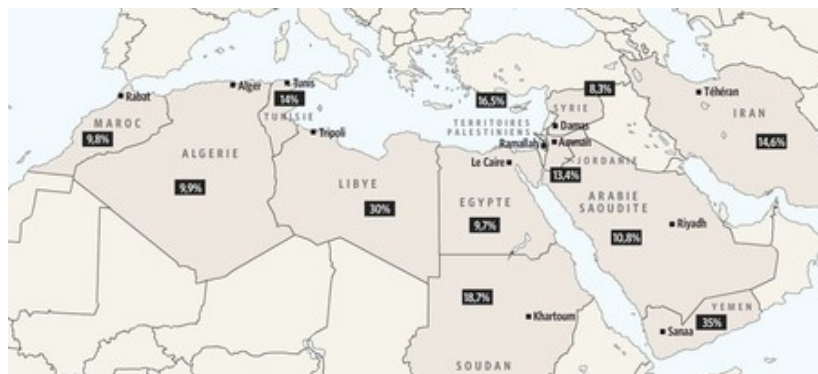 Rabat
MAROC
9,8%
Alger
ALGERIE
9,9%
Tunis
14%
TUNISIE
Tripoli
LIBYE
30%
16,5%
TERRITOIRES
PALESTINIENS
Ramallah
Le Caire
EGYPTE
9,7%
8,3%
SYRIE
Damas
Amman
JORDANIE
13,4%
Téhéran
IRAN
14,6%
ARABIE
SAOUDITE
Riyadh
10,8%
18,7%
Khartoum
SOUDAN
YEMEN
Sanaa
35%